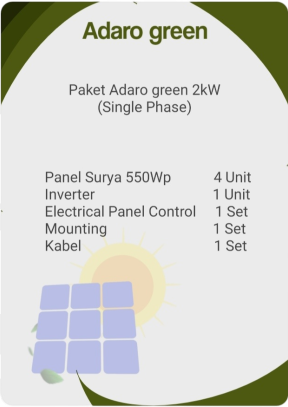 Adaro green
Paket Adaro green 2kW
(Single Phase)
Panel Surya 550Wp 4 Unit
Inverter 1 Unit
Electrical Panel Control 1 Set
Mounting 1 Set
Kabel 1 Set